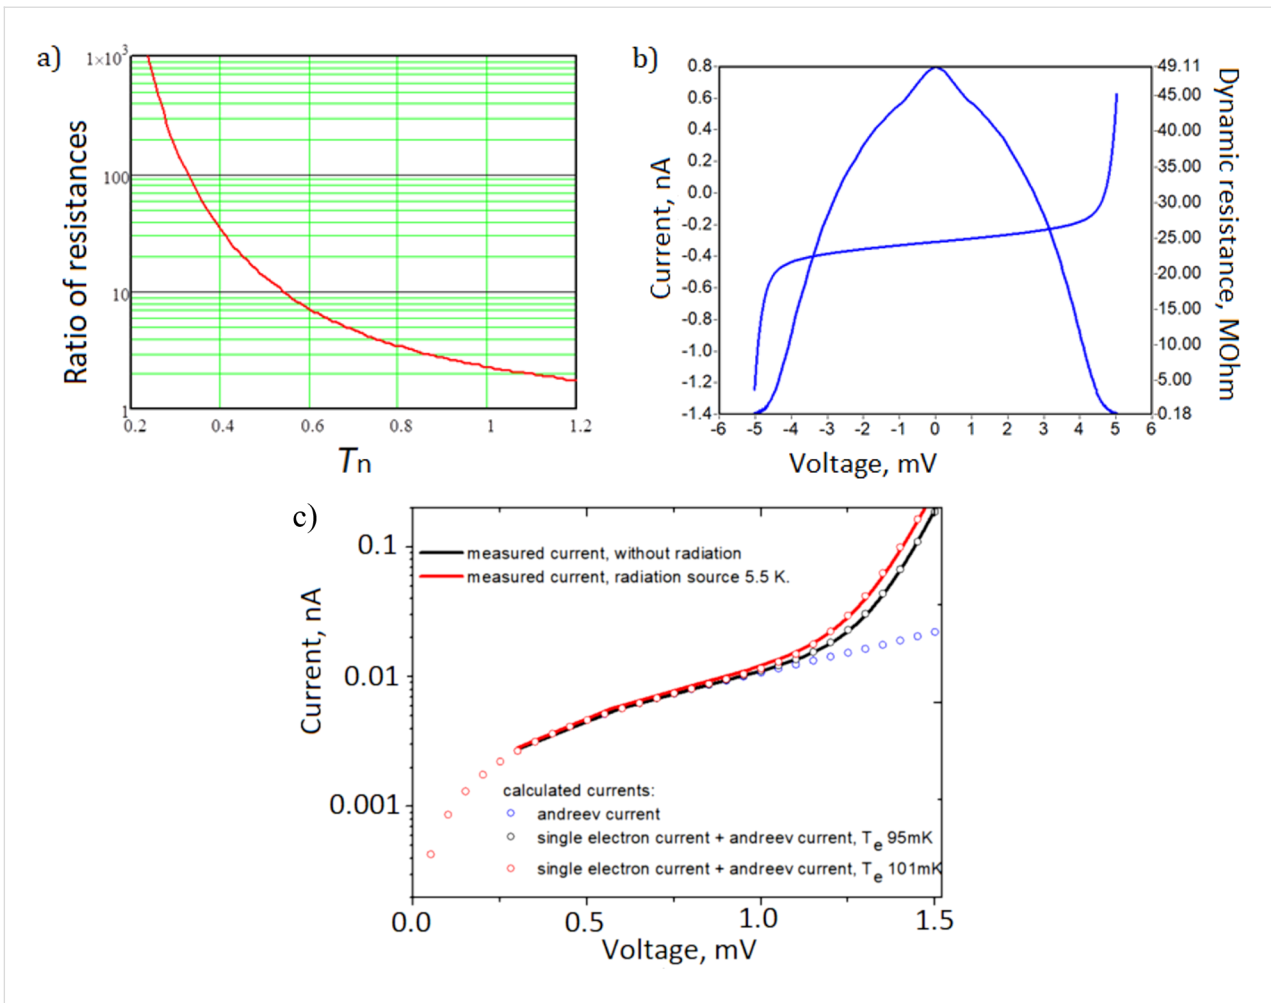 a)
1×10³
100
10
1
0.2 0.4 0.6 0.8 1 1.2
Ratio of resistances
Tn
b)
0.8
0.6
0.4
0.2
0.0
-0.2
-0.4
-0.6
-0.8
-1.0
-1.2
-1.4
-6 -5 -4 -3 -2 -1 0 1 2 3 4 5 6
Current, nA
Voltage, mV
49.11
45.00
40.00
35.00
30.00
25.00
20.00
15.00
10.00
5.00
0.18
Dynamic resistance, MOhm
c)
0.1
0.01
0.001
Current, nA
measured current, without radiation
measured current, radiation source 5.5 K.
calculated currents:
andreev current
single electron current + andreev current, Te 95mK
single electron current + andreev current, Te 101mK
0.0 0.5 1.0 1.5
Voltage, mV